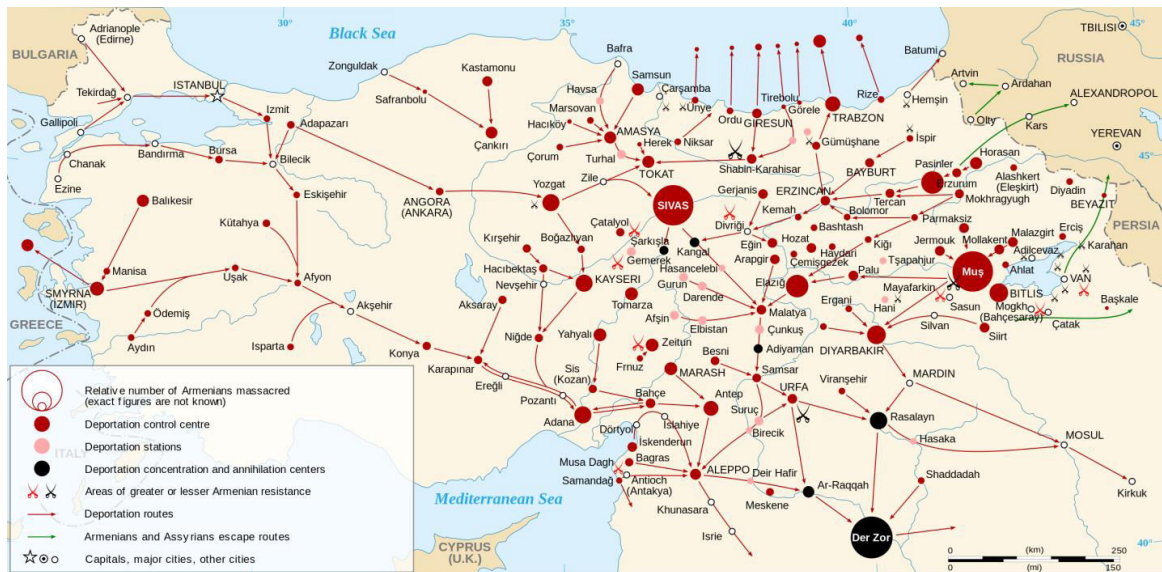 30°
35°
40°
45°
TBILISI
Adrianople
(Edirne)
BULGARIA
Black Sea
Batumi
RUSSIA
Zonguldak
Bafra
Kastamonu
Samsun
Artvin
Ardahan
Tekirdağ
ISTANBUL
Safranbolu
Havsa
Çarşamba
Tirebolu
Rize
Hemşin
ALEXANDROPOL
Izmit
Marsovan
Ünye
Ordu
GIRESUN
Görele
TRABZON
Olty
Kars
Gallipoli
Adapazarı
Hacıköy
AMASYA
Herek
Niksar
Gümüşhane
Ispir
YEREVAN
Chanak
Bandırma
Bursa
Bilecik
Çankırı
Çorum
Turhal
TOKAT
Shabin-Karahisar
BAYBURT
Pasinler
Horasan
45°
Ezine
Zile
Erzurum
Alashkert
(Eleşkirt)
Diyadin
BEYAZIT
Balıkesir
Eskişehir
ANGORA
(ANKARA)
Yozgat
SIVAS
Gerjanis
ERZINCAN
Tercan
Mokhragyugh
Kütahya
Çatalyol
Divriği
Kemah
Bolomor
Parmaksiz
PERSIA
Kırşehir
Boğazlıyan
Şarkışla
Gemerek
Kangal
Eğin
Hozat
Bashtash
Haydari
Kiğı
Jermouk
Mollakent
Malazgirt
Erciş
Karahan
Manisa
Uşak
Afyon
Hacıbektaş
KAYSERI
Hasancelebi
Arapgir
Çemişgezek
Tşapahjur
Muş
Adilcevaz
Ahlat
VAN
SMYRNA
(İZMIR)
Nevşehir
Gurun
Darende
Elazığ
Palu
Mayafarkin
BITLIS
Başkale
Akşehir
Aksaray
Tomarza
Malatya
Ergani
Hani
Sasun
Mogkh
(Bahçeşaray)
Çatak
GREECE
Ödemiş
Afşin
Elbistan
Çunkuş
Silvan
Siirt
Aydın
Isparta
Konya
Niğde
Yahyalı
Zeitun
Adiyaman
DIYARBAKIR
Karapınar
Frnuz
Besni
Ereğli
Sis
(Kozan)
MARASH
Samsar
Viranşehir
MARDIN
Pozantı
Bahçe
Antep
Suruç
URFA
Adana
Islahiye
Birecik
Rasalayn
Dörtyol
İskenderun
Hasaka
MOSUL
Musa Dagh
Bagras
ALEPPO
Deir Hafir
Shaddadah
Samandağ
Antioch
(Antakya)
Meskene
Ar-Raqqah
Kirkuk
Mediterranean Sea
Khunasara
Isrie
Der Zor
CYPRUS
(U.K.)
40°
ITALY
Relative number of Armenians massacred
(exact figures are not known)
Deportation control centre
Deportation stations
Deportation concentration and annihilation centers
Areas of greater or lesser Armenian resistance
Deportation routes
Armenians and Assyrians escape routes
Capitals, major cities, other cities
0 (km) 250
0 (mi) 150